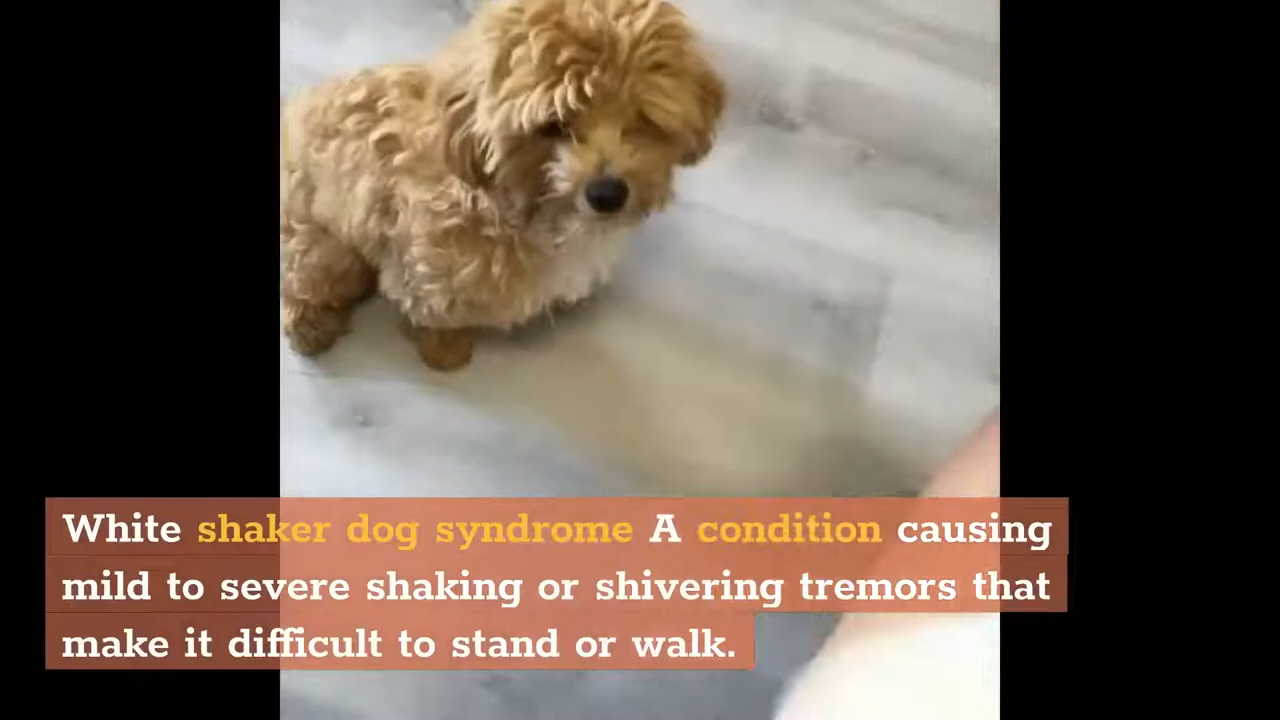 White shaker dog syndrome A condition causing
mild to severe shaking or shivering tremors that
make it difficult to stand or walk.